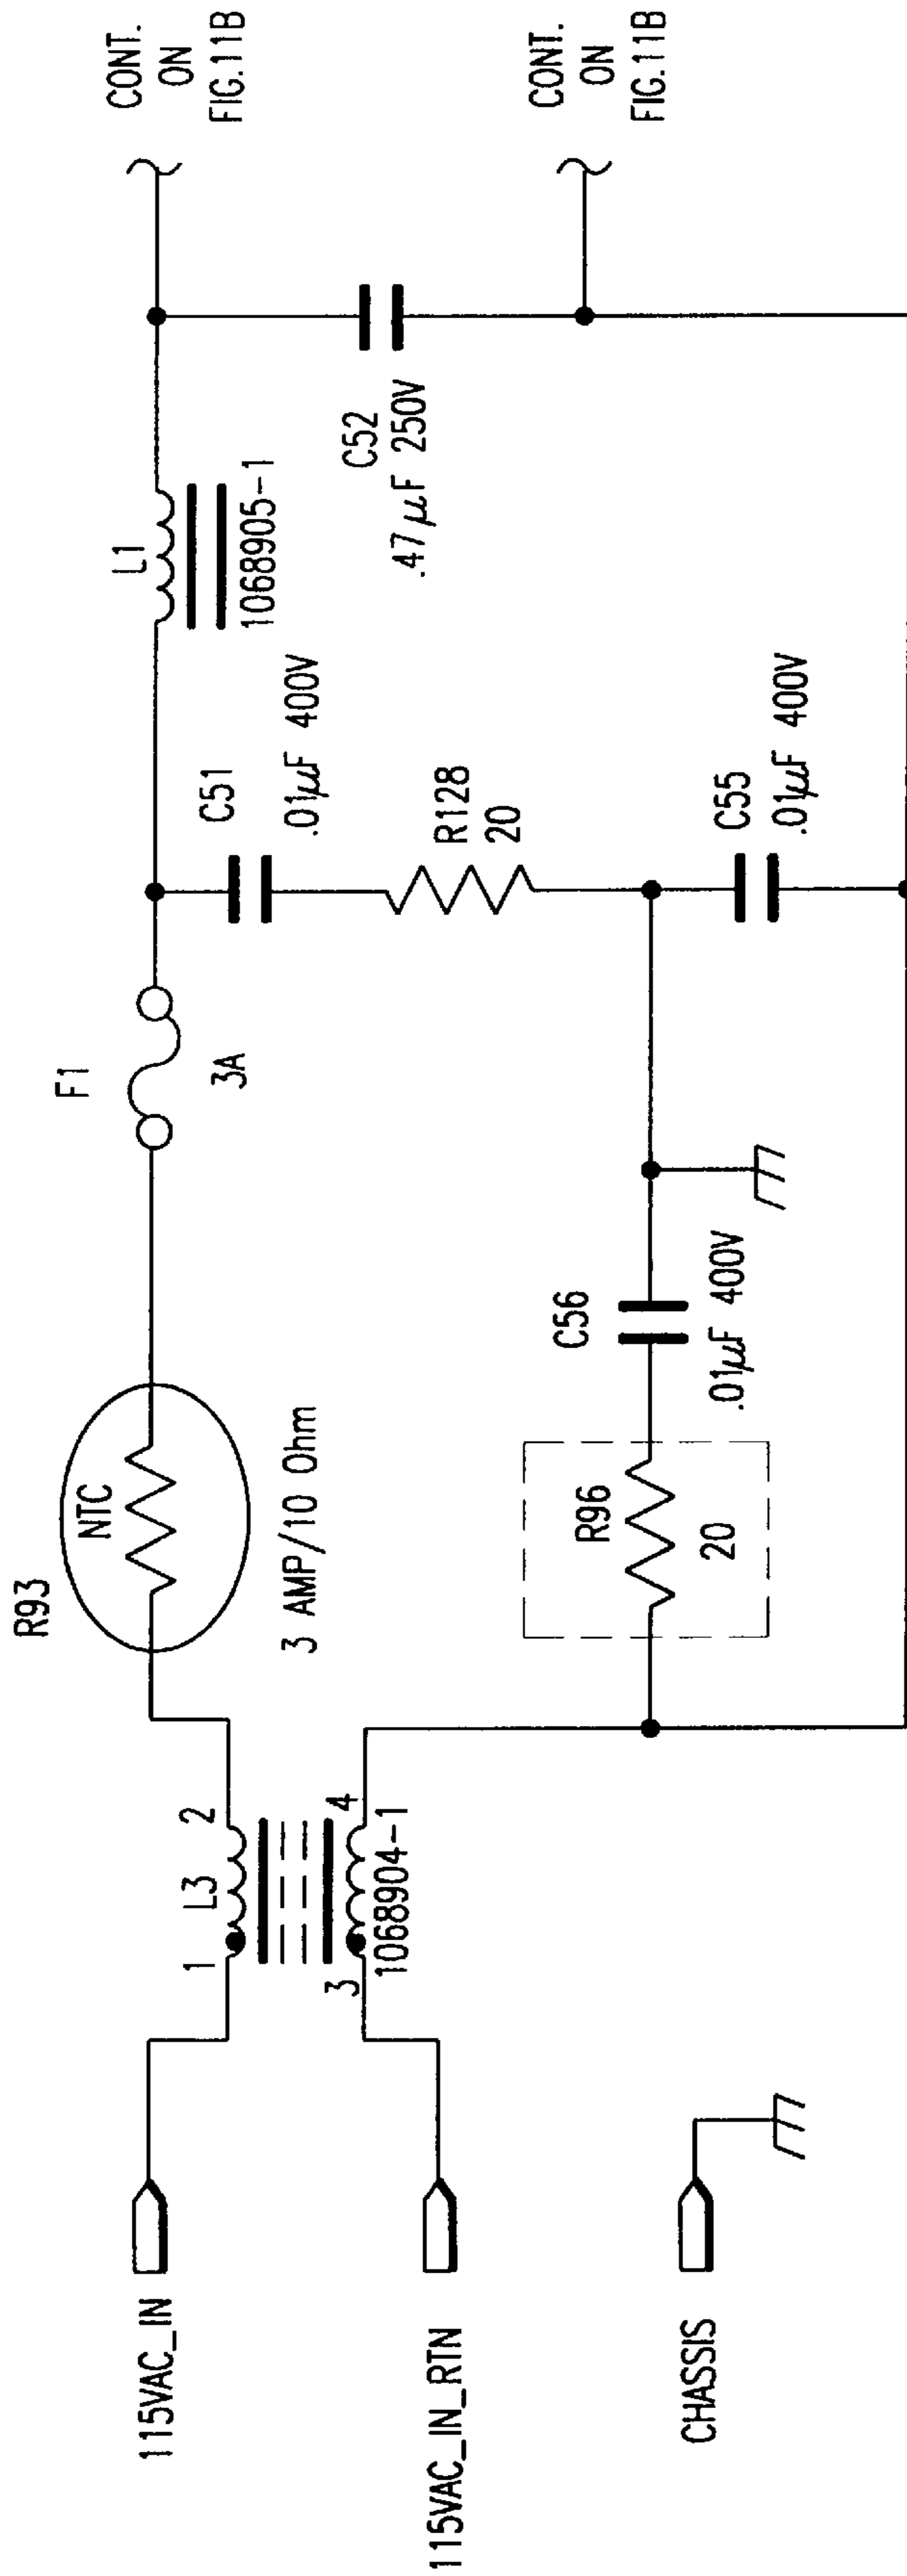 115VAC_IN
1
L3
2
R93
NTC
3 AMP/10 Ohm
F1
3A
L1
1068905-1
CONT.
ON
FIG.11B
115VAC_IN_RTN
3
4
1068904-1
C51
.01μF 400V
R128
20
C52
.47μF 250V
CONT.
ON
FIG.11B
R96
20
C56
.01μF 400V
C55
.01μF 400V
CHASSIS